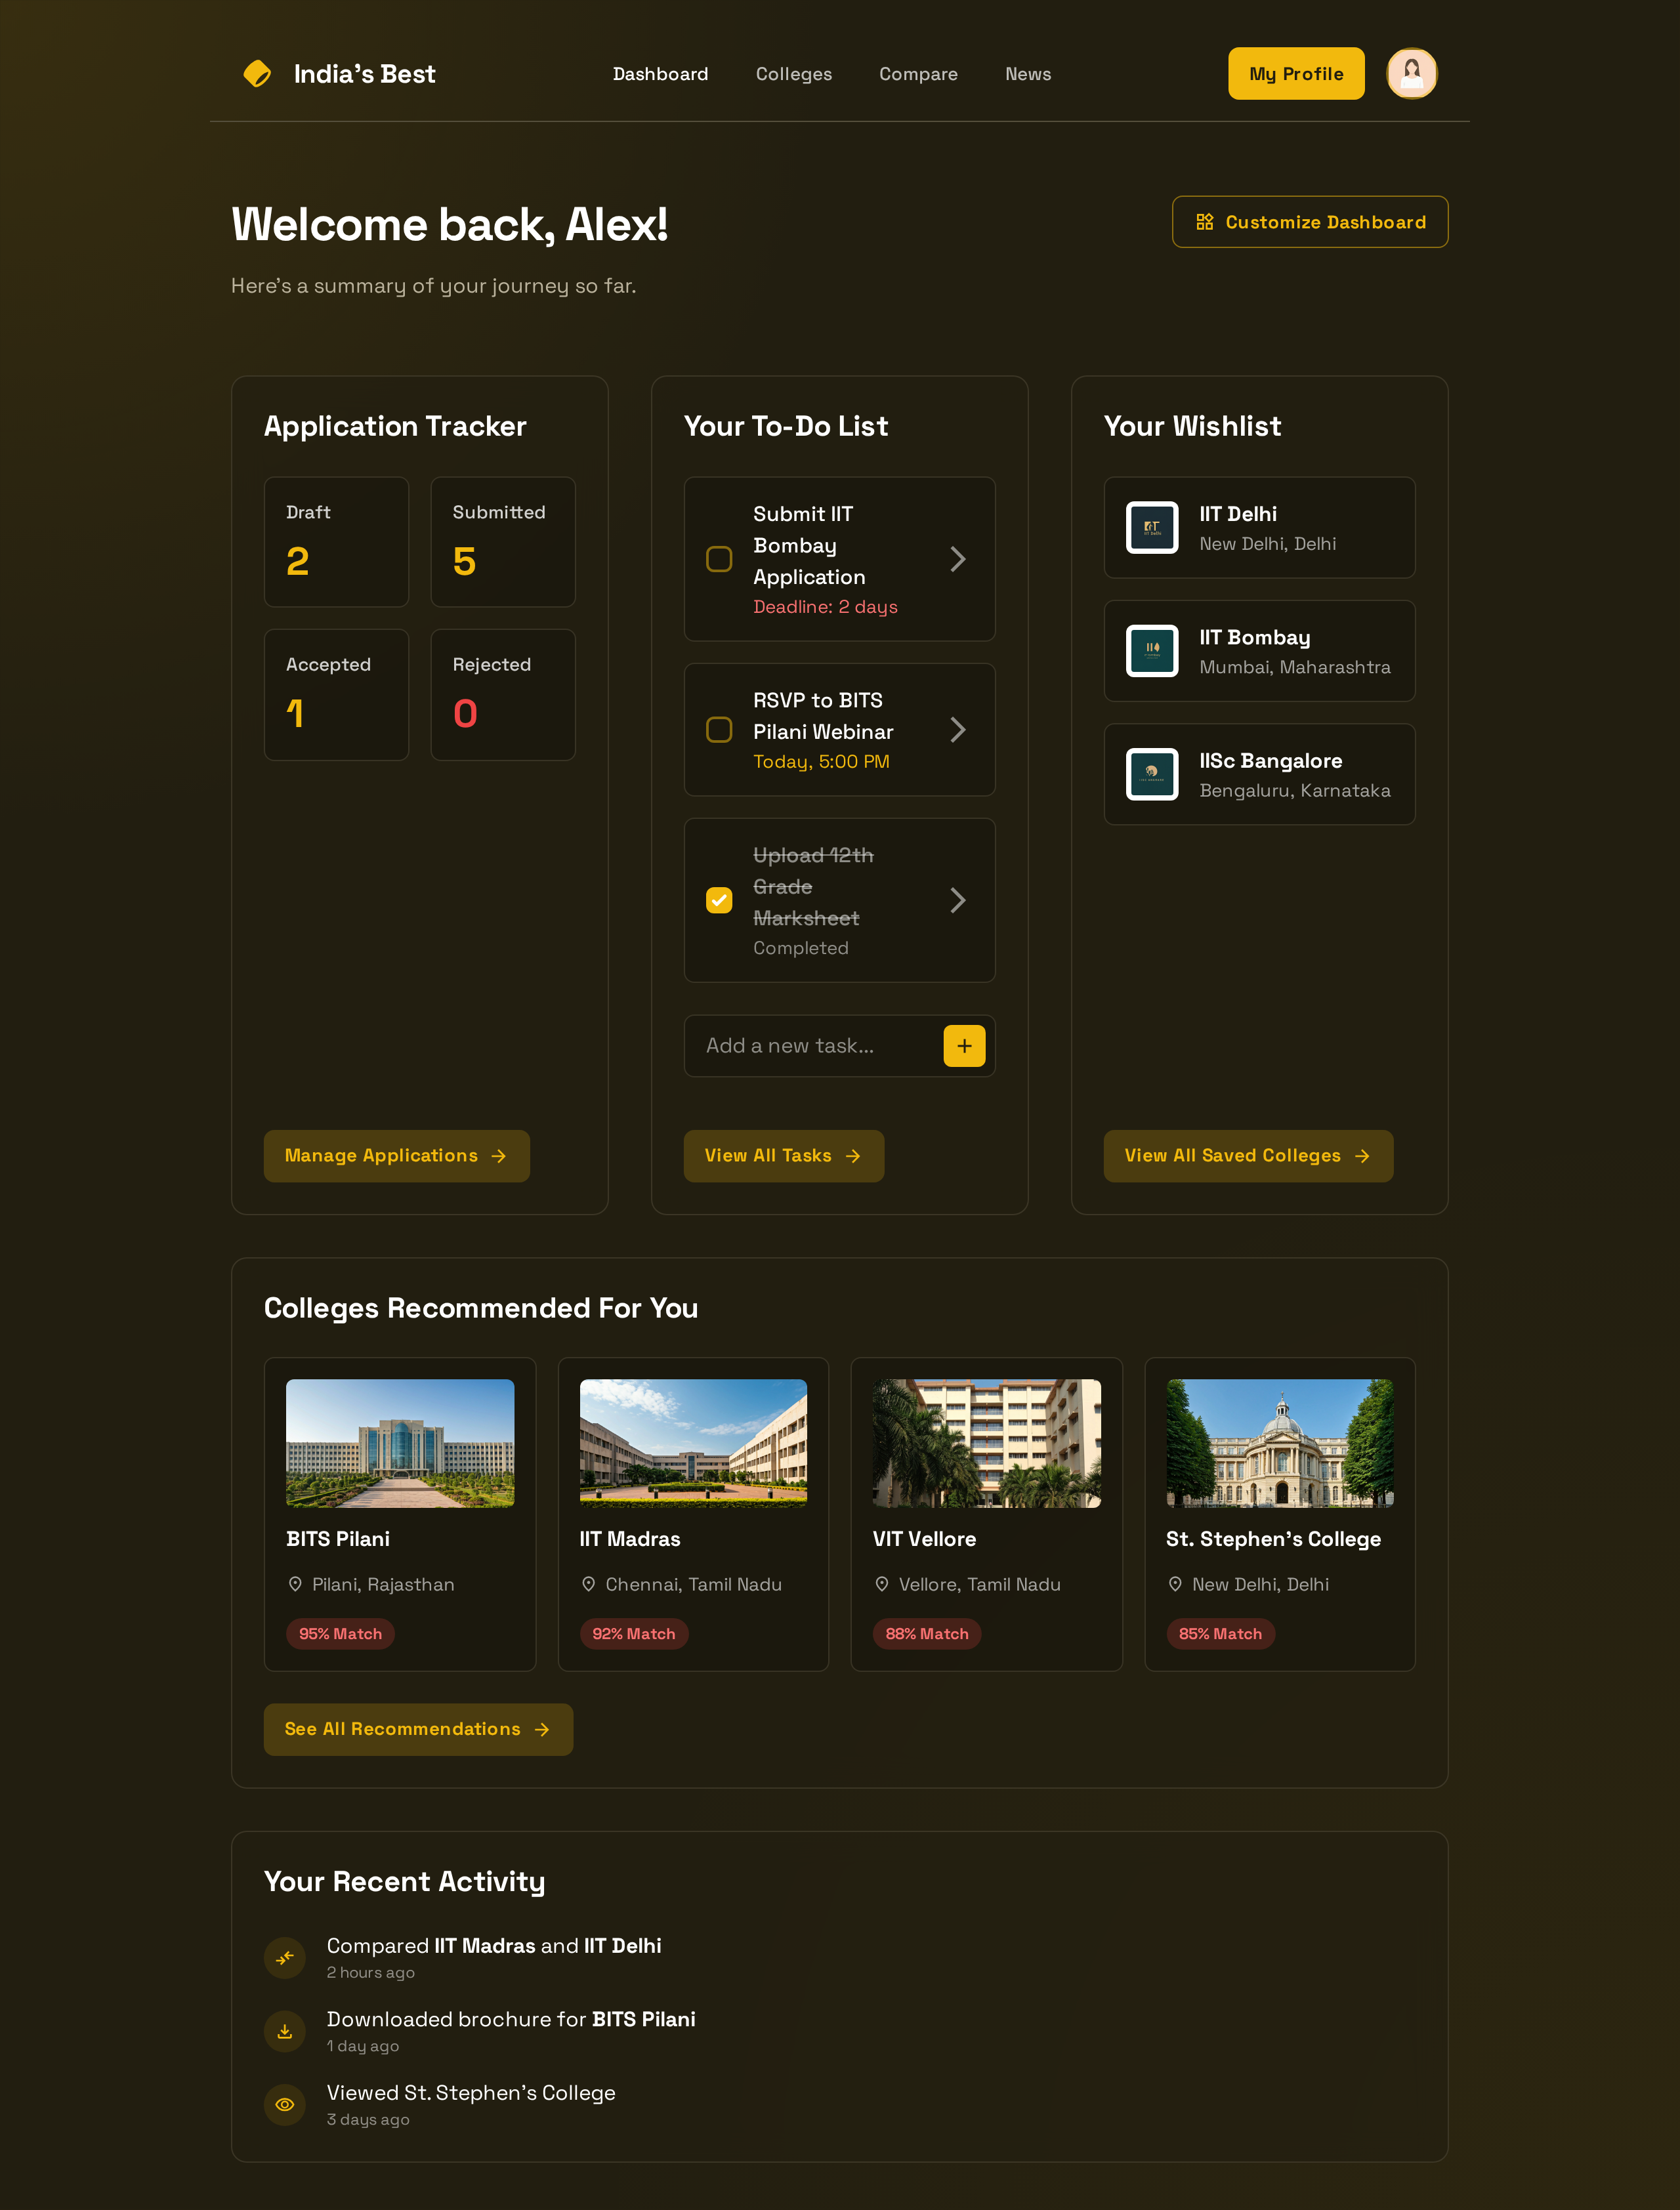 India's Best
Dashboard
Colleges
Compare
News
My Profile
Welcome back, Alex!
Customize Dashboard
Here's a summary of your journey so far.
Application Tracker
Draft
2
Submitted
5
Accepted
1
Rejected
0
Manage Applications
Your To-Do List
Submit IIT
Bombay
Application
Deadline: 2 days
RSVP to BITS
Pilani Webinar
Today, 5:00 PM
Upload 12th
Grade
Marksheet
Completed
Add a new task...
View All Tasks
Your Wishlist
IIT Delhi
New Delhi, Delhi
IIT Bombay
Mumbai, Maharashtra
IISc Bangalore
Bengaluru, Karnataka
View All Saved Colleges
Colleges Recommended For You
BITS Pilani
Pilani, Rajasthan
95% Match
IIT Madras
Chennai, Tamil Nadu
92% Match
VIT Vellore
Vellore, Tamil Nadu
88% Match
St. Stephen's College
New Delhi, Delhi
85% Match
See All Recommendations
Your Recent Activity
Compared IIT Madras and IIT Delhi
2 hours ago
Downloaded brochure for BITS Pilani
1 day ago
Viewed St. Stephen's College
3 days ago